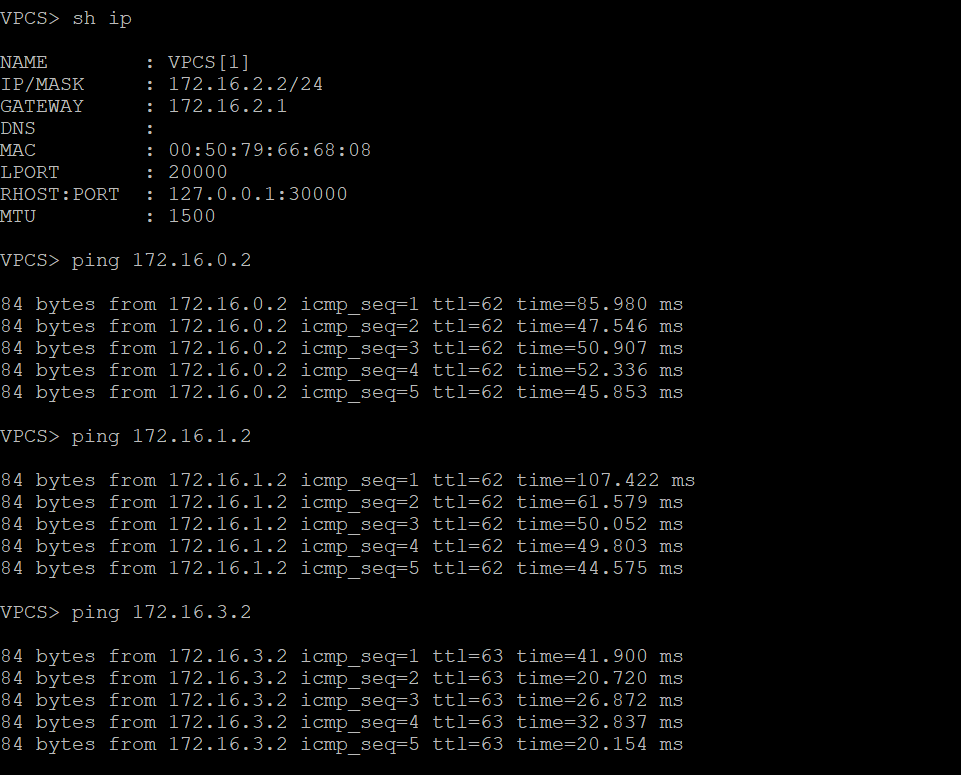 VPCS> sh ip
NAME        : VPCS[1]
IP/MASK     : 172.16.2.2/24
GATEWAY     : 172.16.2.1
DNS         :
MAC         : 00:50:79:66:68:08
LPORT       : 20000
RHOST:PORT  : 127.0.0.1:30000
MTU         : 1500
VPCS> ping 172.16.0.2
84 bytes from 172.16.0.2 icmp_seq=1 ttl=62 time=85.980 ms
84 bytes from 172.16.0.2 icmp_seq=2 ttl=62 time=47.546 ms
84 bytes from 172.16.0.2 icmp_seq=3 ttl=62 time=50.907 ms
84 bytes from 172.16.0.2 icmp_seq=4 ttl=62 time=52.336 ms
84 bytes from 172.16.0.2 icmp_seq=5 ttl=62 time=45.853 ms
VPCS> ping 172.16.1.2
84 bytes from 172.16.1.2 icmp_seq=1 ttl=62 time=107.422 ms
84 bytes from 172.16.1.2 icmp_seq=2 ttl=62 time=61.579 ms
84 bytes from 172.16.1.2 icmp_seq=3 ttl=62 time=50.052 ms
84 bytes from 172.16.1.2 icmp_seq=4 ttl=62 time=49.803 ms
84 bytes from 172.16.1.2 icmp_seq=5 ttl=62 time=44.575 ms
VPCS> ping 172.16.3.2
84 bytes from 172.16.3.2 icmp_seq=1 ttl=63 time=41.900 ms
84 bytes from 172.16.3.2 icmp_seq=2 ttl=63 time=20.720 ms
84 bytes from 172.16.3.2 icmp_seq=3 ttl=63 time=26.872 ms
84 bytes from 172.16.3.2 icmp_seq=4 ttl=63 time=32.837 ms
84 bytes from 172.16.3.2 icmp_seq=5 ttl=63 time=20.154 ms